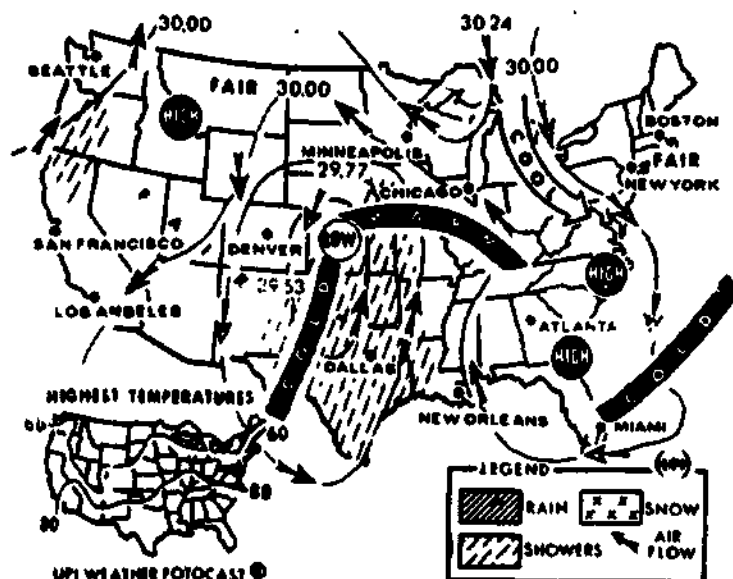 30.00
30.24
SEATTLE
FAIR
30.00
30.00
HIGH
BOSTON
COOL
FAIR
MINNEAPOLIS
29.77
NEW YORK
CHICAGO
SAN FRANCISCO
DENVER
LOW
HIGH
29.53
LOS ANGELES
COLD
ATLANTA
COLD
DALLAS
HIGH
HIGHEST TEMPERATURES
NEW ORLEANS
MIAMI
60
60
80
LEGEND
RAIN
SNOW
SHOWERS
AIR
FLOW
UPI WEATHER FOTOCAST ©